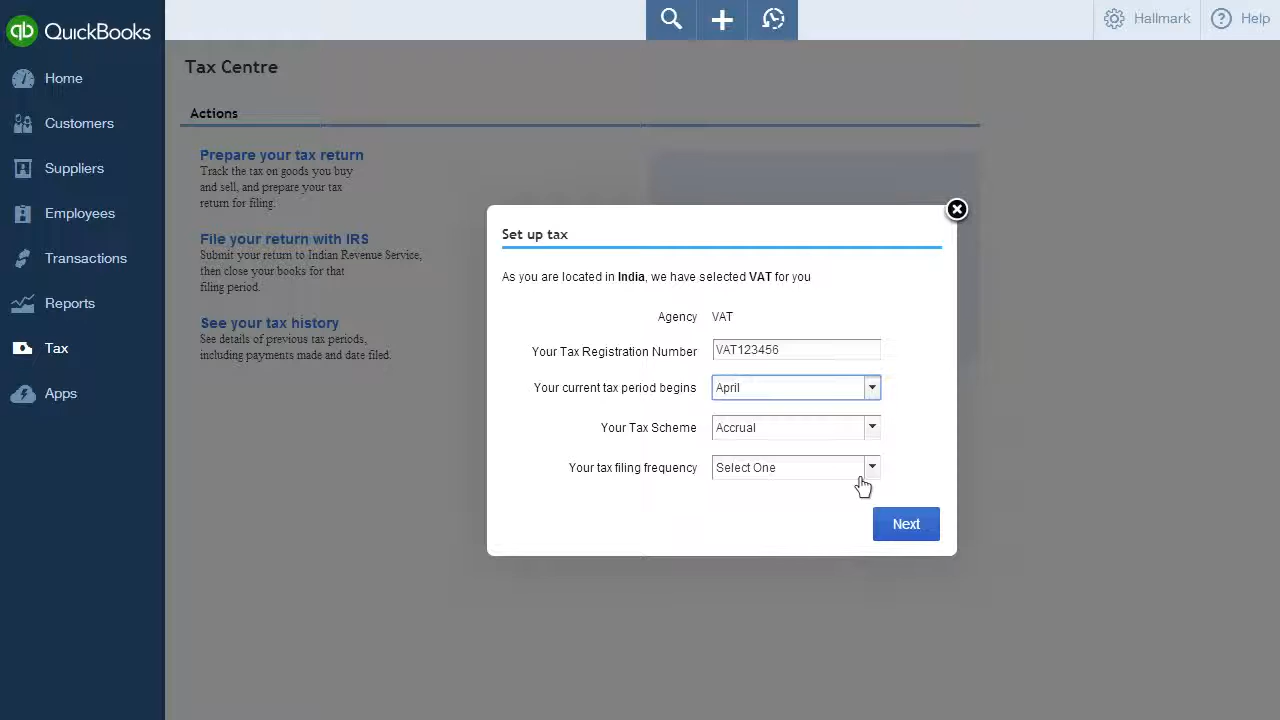 qb QuickBooks
Hallmark
Help
Home
Customers
Suppliers
Employees
Transactions
Reports
Tax
Apps
Tax Centre
Actions
Prepare your tax return
Track the tax on goods you buy
and sell, and prepare your tax
return for filing.
File your return with IRS
Submit your return to Indian Revenue Service,
then close your books for that
filing period.
See your tax history
See details of previous tax periods,
including payments made and date filed.
Set up tax
As you are located in India, we have selected VAT for you
Agency VAT
Your Tax Registration Number VAT123456
Your current tax period begins April
Your Tax Scheme Accrual
Your tax filing frequency Select One
Next